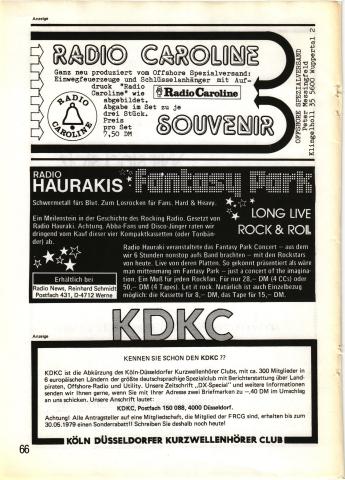 Anzeige
RADIO CAROLINE
Ganz neu produziert vom Offshore Spezialversand:
Einwegfeuerzeuge und Schlüsselanhänger mit Auf-
druck "Radio
Caroline" wie
abgebildet.
Abgabe im Set zu je
drei Stück.
Preis
pro Set
7,50 DM
RADIO
CAROLINE
Radio Caroline
SOUVENIR
OFFSHORE SPEZIALVERSAND
Peter Messingfeld
Klingelholl 35 5600 Wuppertal 2
RADIO
HAURAKIS
Fantasy Park
Schwermetall fürs Blut. Zum Losrocken für Fans. Hard & Heavy.
LONG LIVE
ROCK & ROLL
Ein Meilenstein in der Geschichte des Rocking Radio. Gesetzt von
Radio Haurakis. Achtung. Abba-Fans und Disco-Jünger raten wir
dringend vom Kauf dieser vier Kompaktkassetten (oder Tonbän-
der) ab.
Radio Hauraki veranstaltete das Fantasy Park Concert – aus dem
wir 6 Stunden nonstop aufs Band brachten – mit den Rockstars
von heute. Live von deren Platten. So gekonnt präsentiert als wäre
man mittenmang im Fantasy Park – just a concert of the imagina-
tion. Ein Muß für jeden Rockfan. Für nur 28,– DM (4 CCs) oder
50,– DM (4 Tapes). Let it rock. Natürlich ist auch Einzelbezug
möglich: die Kassette für 8,– DM, das Tape für 15,– DM.
Erhältlich bei
Radio News, Reinhard Schmidt
Postfach 431, D-4712 Werne
Anzeige
KDKC
KENNEN SIE SCHON DEN KDKC ??
KDKC ist die Abkürzung des Köln-Düsseldorfer Kurzwellenhörer Clubs, mit ca. 300 Mitglieder in
6 europäischen Ländern der größte deutschsprachige Spezialclub mit Berichterstattung über Land-
piraten, Offshore-Radio und Utility. Unsere Zeitschrift „DX-Spezial" und weitere Informationen
senden wir Ihnen gerne, wenn Sie mit Ihrer Adresse zwei Briefmarken zu –,40 DM im Umschlag
an uns schicken. Unsere Anschrift lautet:
KDKC, Postfach 150 088, 4000 Düsseldorf.
Achtung! Alle Antragsteller auf eine Mitgliedschaft, die Mitglied der FRCG sind, erhalten bis zum
30.05.1979 einen Sonderrabatt!! Schreiben Sie deshalb noch heute!
KÖLN DÜSSELDORFER KURZWELLENHÖRER CLUB
66